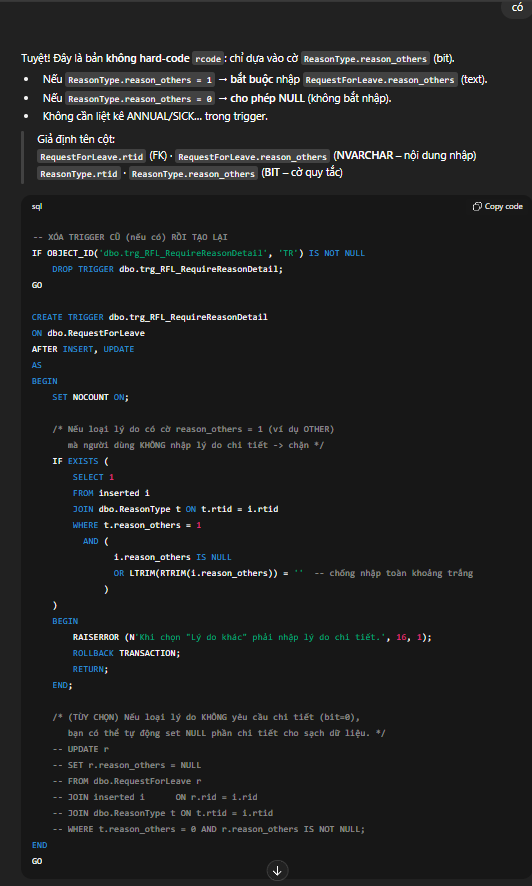 có
Tuyệt! Đây là bản không hard-code rcode: chỉ dựa vào cờ ReasonType.reason_others (bit).
• Nếu ReasonType.reason_others = 1 → bắt buộc nhập RequestForLeave.reason_others (text).
• Nếu ReasonType.reason_others = 0 → cho phép NULL (không bắt nhập).
• Không cần liệt kê ANNUAL/SICK... trong trigger.
Giả định tên cột:
RequestForLeave.rtid (FK) · RequestForLeave.reason_others (NVARCHAR – nội dung nhập)
ReasonType.rtid · ReasonType.reason_others (BIT – cờ quy tắc)
sql
Copy code
-- XÓA TRIGGER CŨ (nếu có) RỒI TẠO LẠI
IF OBJECT_ID('dbo.trg_RFL_RequireReasonDetail', 'TR') IS NOT NULL
    DROP TRIGGER dbo.trg_RFL_RequireReasonDetail;
GO

CREATE TRIGGER dbo.trg_RFL_RequireReasonDetail
ON dbo.RequestForLeave
AFTER INSERT, UPDATE
AS
BEGIN
    SET NOCOUNT ON;

    /* Nếu loại lý do có cờ reason_others = 1 (ví dụ OTHER)
       mà người dùng KHÔNG nhập lý do chi tiết -> chặn */
    IF EXISTS (
        SELECT 1
        FROM inserted i
        JOIN dbo.ReasonType t ON t.rtid = i.rtid
        WHERE t.reason_others = 1
          AND (
                i.reason_others IS NULL
                OR LTRIM(RTRIM(i.reason_others)) = ''  -- chống nhập toàn khoảng trắng
              )
    )
    BEGIN
        RAISERROR (N'Khi chọn "Lý do khác" phải nhập lý do chi tiết.', 16, 1);
        ROLLBACK TRANSACTION;
        RETURN;
    END;

    /* (TÙY CHỌN) Nếu loại lý do KHÔNG yêu cầu chi tiết (bit=0),
       bạn có thể tự động set NULL phần chi tiết cho sạch dữ liệu. */
    -- UPDATE r
    -- SET r.reason_others = NULL
    -- FROM dbo.RequestForLeave r
    -- JOIN inserted i      ON r.rid = i.rid
    -- JOIN dbo.ReasonType t ON t.rtid = i.rtid
    -- WHERE t.reason_others = 0 AND r.reason_others IS NOT NULL;
END
GO